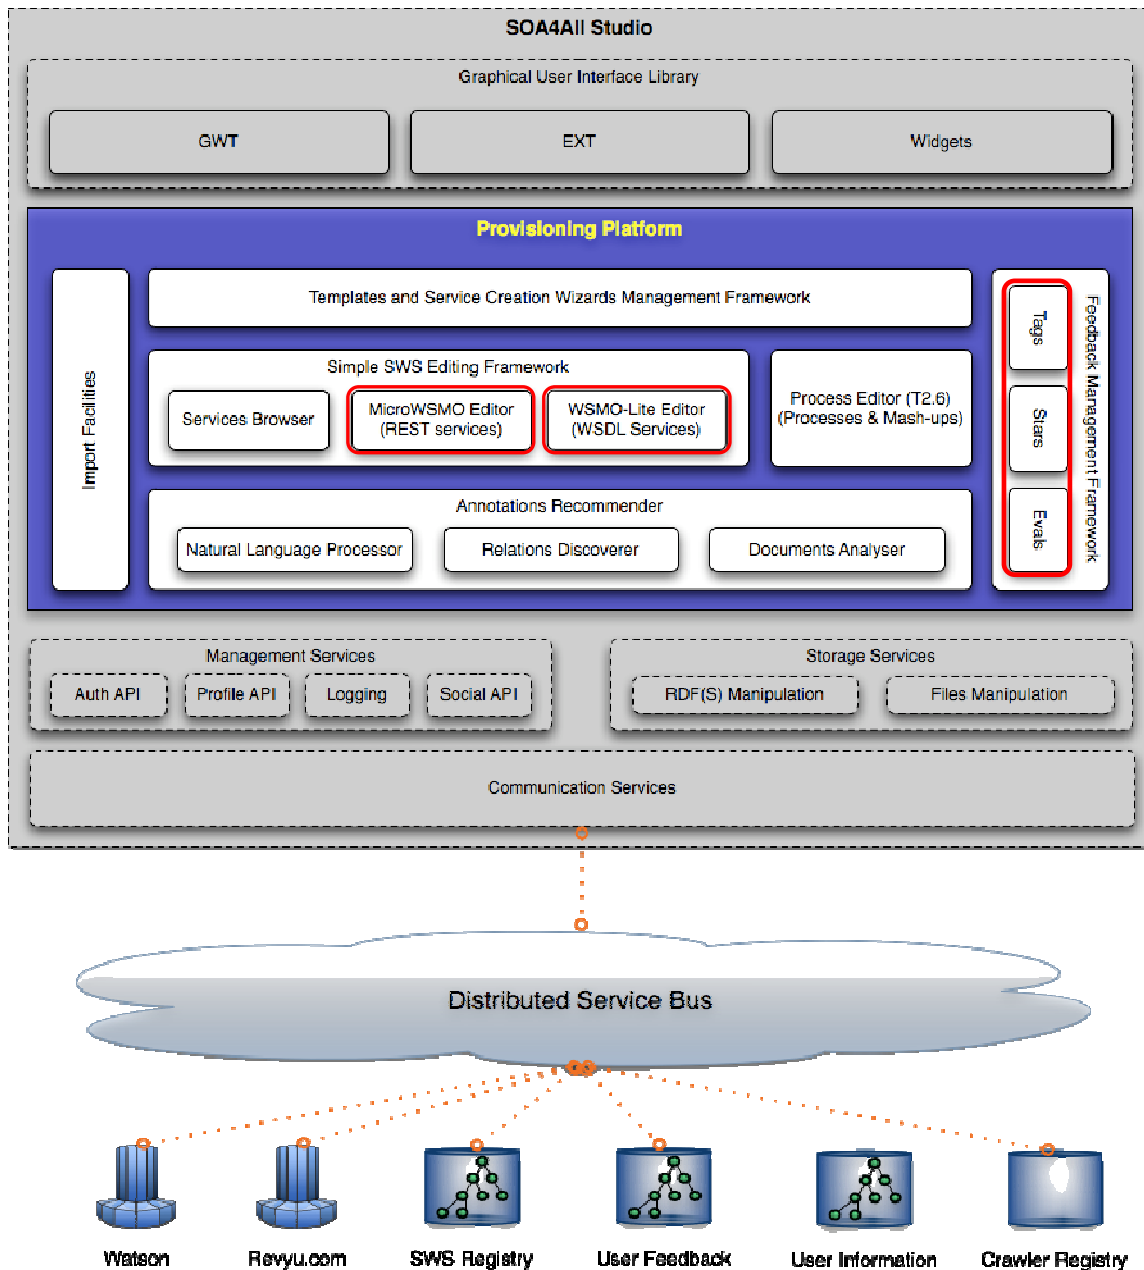 SOA4All Studio
Graphical User Interface Library
GWT
EXT
Widgets
Provisioning Platform
Import Facilities
Templates and Service Creation Wizards Management Framework
Simple SWS Editing Framework
Services Browser
MicroWSMO Editor
(REST services)
WSMO-Lite Editor
(WSDL Services)
Process Editor (T2.6)
(Processes & Mash-ups)
Annotations Recommender
Natural Language Processor
Relations Discoverer
Documents Analyser
Tags
Stars
Evals
Feedback Management Framework
Management Services
Auth API
Profile API
Logging
Social API
Storage Services
RDF(S) Manipulation
Files Manipulation
Communication Services
Distributed Service Bus
Watson
Revyu.com
SWS Registry
User Feedback
User Information
Crawler Registry